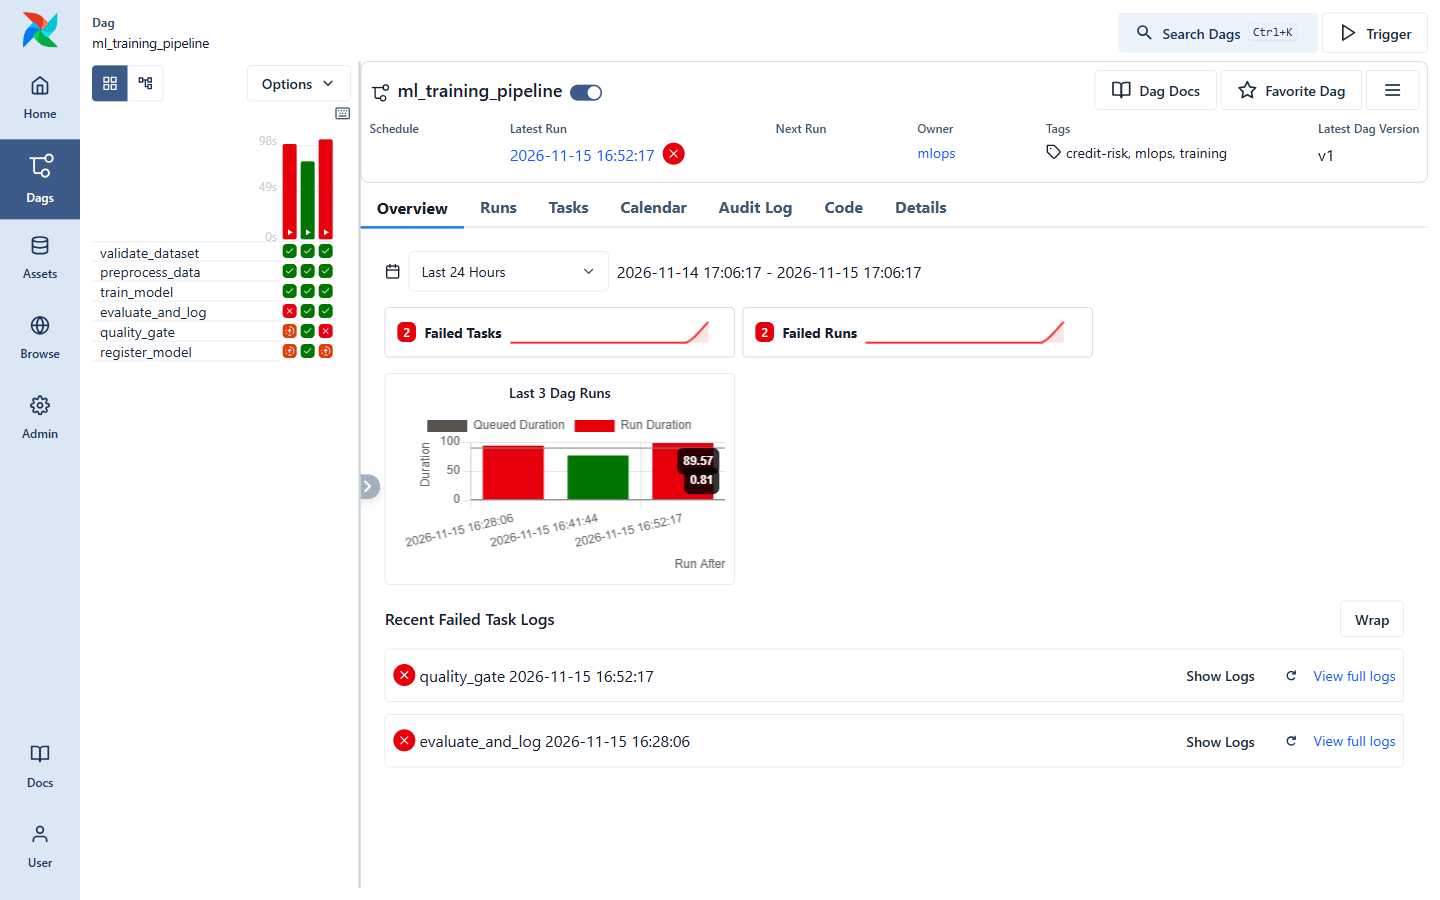 Home
Dags
Assets
Browse
Admin
Docs
User
Dag
ml_training_pipeline
Search Dags Ctrl+K
Trigger
Options
98s
49s
0s
validate_dataset
preprocess_data
train_model
evaluate_and_log
quality_gate
register_model
ml_training_pipeline
Dag Docs
Favorite Dag
Schedule
Latest Run
2026-11-15 16:52:17
Next Run
Owner
mlops
Tags
credit-risk, mlops, training
Latest Dag Version
v1
Overview Runs Tasks Calendar Audit Log Code Details
Last 24 Hours 2026-11-14 17:06:17 - 2026-11-15 17:06:17
2 Failed Tasks
2 Failed Runs
Last 3 Dag Runs
Queued Duration Run Duration
Duration
100
50
0
89.57
0.81
2026-11-15 16:28:06
2026-11-15 16:41:44
2026-11-15 16:52:17
Run After
Recent Failed Task Logs
Wrap
quality_gate 2026-11-15 16:52:17 Show Logs View full logs
evaluate_and_log 2026-11-15 16:28:06 Show Logs View full logs